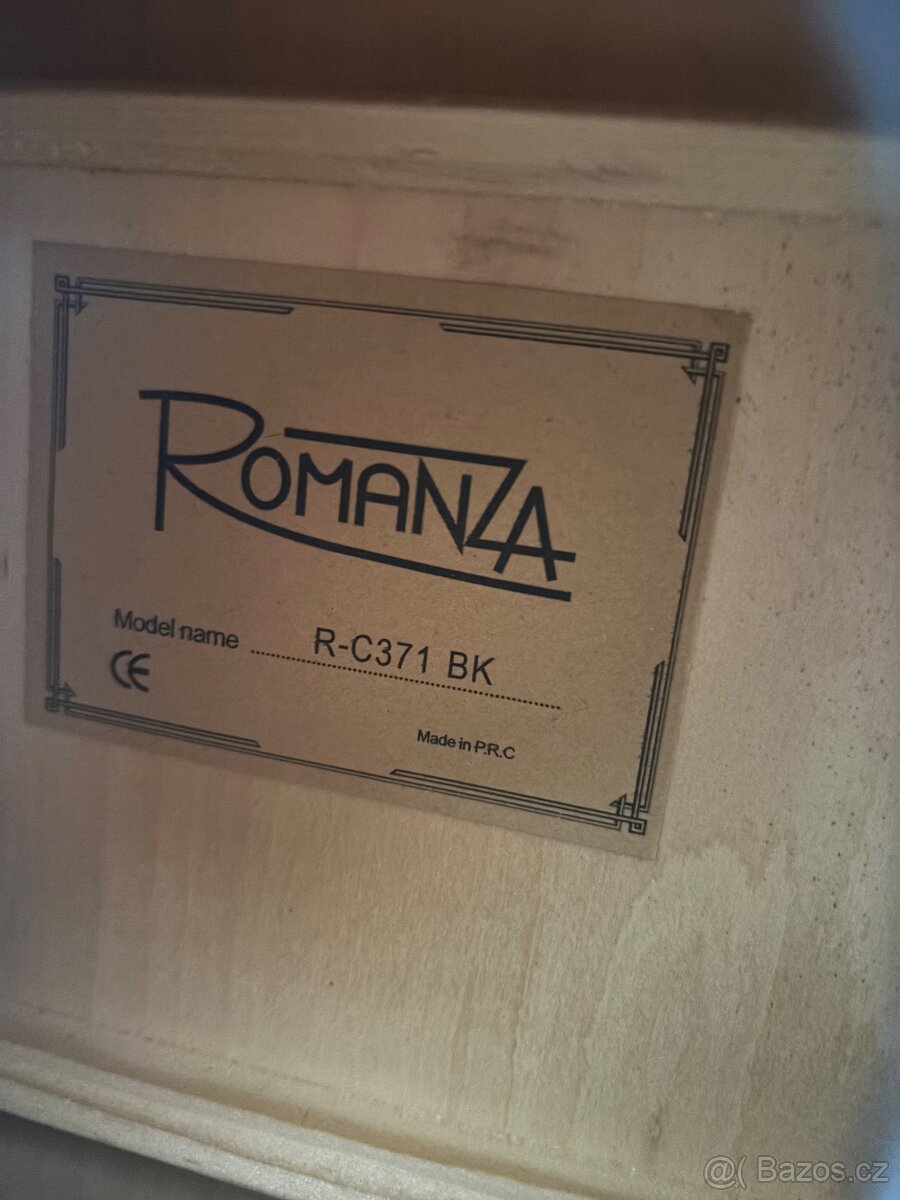 ROMANZA
Model name R-C371 BK
CE
Made in P.R.C
@( Bazos.cz